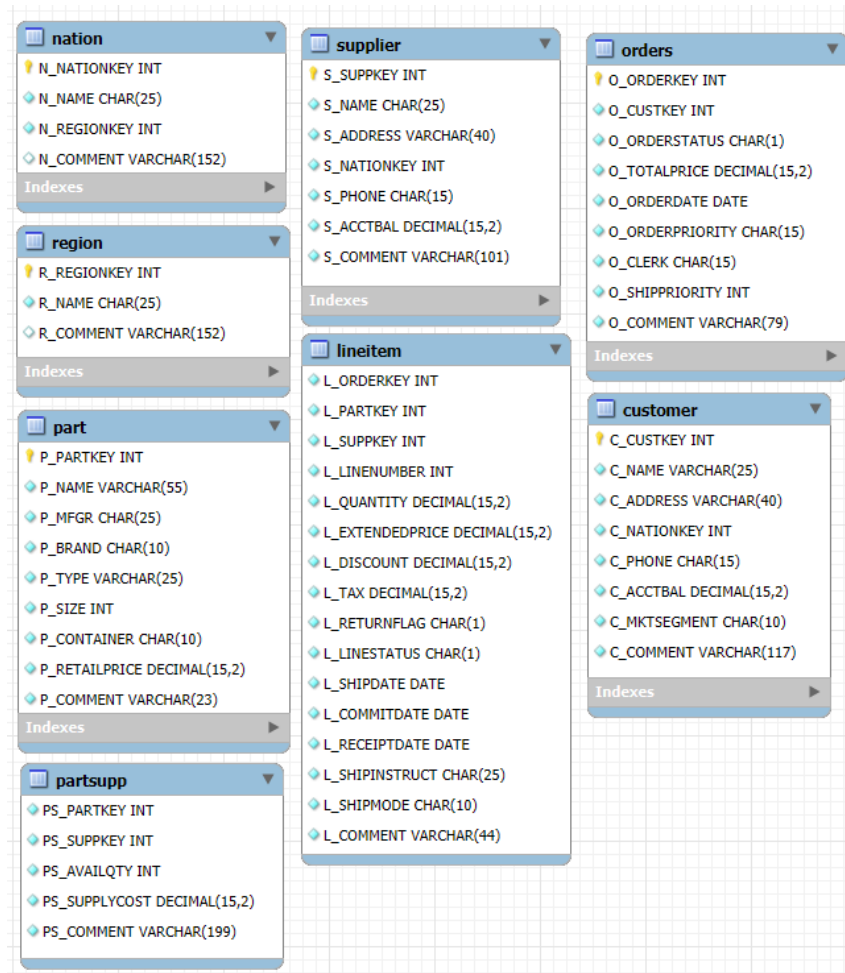 nation
N_NATIONKEY INT
N_NAME CHAR(25)
N_REGIONKEY INT
N_COMMENT VARCHAR(152)
Indexes
region
R_REGIONKEY INT
R_NAME CHAR(25)
R_COMMENT VARCHAR(152)
Indexes
part
P_PARTKEY INT
P_NAME VARCHAR(55)
P_MFGR CHAR(25)
P_BRAND CHAR(10)
P_TYPE VARCHAR(25)
P_SIZE INT
P_CONTAINER CHAR(10)
P_RETAILPRICE DECIMAL(15,2)
P_COMMENT VARCHAR(23)
Indexes
partsupp
PS_PARTKEY INT
PS_SUPPKEY INT
PS_AVAILQTY INT
PS_SUPPLYCOST DECIMAL(15,2)
PS_COMMENT VARCHAR(199)
supplier
S_SUPPKEY INT
S_NAME CHAR(25)
S_ADDRESS VARCHAR(40)
S_NATIONKEY INT
S_PHONE CHAR(15)
S_ACCTBAL DECIMAL(15,2)
S_COMMENT VARCHAR(101)
Indexes
lineitem
L_ORDERKEY INT
L_PARTKEY INT
L_SUPPKEY INT
L_LINENUMBER INT
L_QUANTITY DECIMAL(15,2)
L_EXTENDEDPRICE DECIMAL(15,2)
L_DISCOUNT DECIMAL(15,2)
L_TAX DECIMAL(15,2)
L_RETURNFLAG CHAR(1)
L_LINESTATUS CHAR(1)
L_SHIPDATE DATE
L_COMMITDATE DATE
L_RECEIPTDATE DATE
L_SHIPINSTRUCT CHAR(25)
L_SHIPMODE CHAR(10)
L_COMMENT VARCHAR(44)
orders
O_ORDERKEY INT
O_CUSTKEY INT
O_ORDERSTATUS CHAR(1)
O_TOTALPRICE DECIMAL(15,2)
O_ORDERDATE DATE
O_ORDERPRIORITY CHAR(15)
O_CLERK CHAR(15)
O_SHIPPRIORITY INT
O_COMMENT VARCHAR(79)
Indexes
customer
C_CUSTKEY INT
C_NAME VARCHAR(25)
C_ADDRESS VARCHAR(40)
C_NATIONKEY INT
C_PHONE CHAR(15)
C_ACCTBAL DECIMAL(15,2)
C_MKTSEGMENT CHAR(10)
C_COMMENT VARCHAR(117)
Indexes